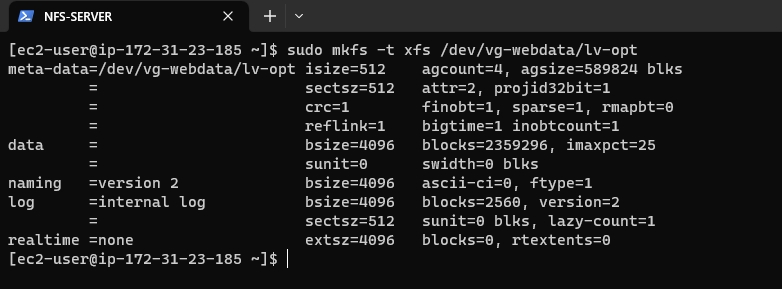 NFS-SERVER
[ec2-user@ip-172-31-23-185 ~]$ sudo mkfs -t xfs /dev/vg-webdata/lv-opt
meta-data=/dev/vg-webdata/lv-opt isize=512    agcount=4, agsize=589824 blks
         =                       sectsz=512   attr=2, projid32bit=1
         =                       crc=1        finobt=1, sparse=1, rmapbt=0
         =                       reflink=1    bigtime=1 inobtcount=1
data     =                       bsize=4096   blocks=2359296, imaxpct=25
         =                       sunit=0      swidth=0 blks
naming   =version 2              bsize=4096   ascii-ci=0, ftype=1
log      =internal log           bsize=4096   blocks=2560, version=2
         =                       sectsz=512   sunit=0 blks, lazy-count=1
realtime =none                   extsz=4096   blocks=0, rtextents=0
[ec2-user@ip-172-31-23-185 ~]$